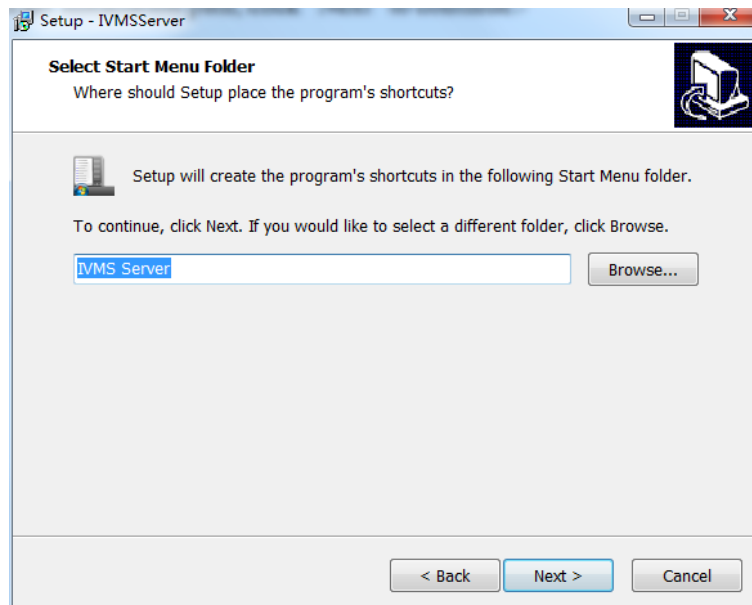 Setup - IVMSServer
Select Start Menu Folder
Where should Setup place the program's shortcuts?
Setup will create the program's shortcuts in the following Start Menu folder.
To continue, click Next. If you would like to select a different folder, click Browse.
IVMS Server
Browse...
< Back
Next >
Cancel